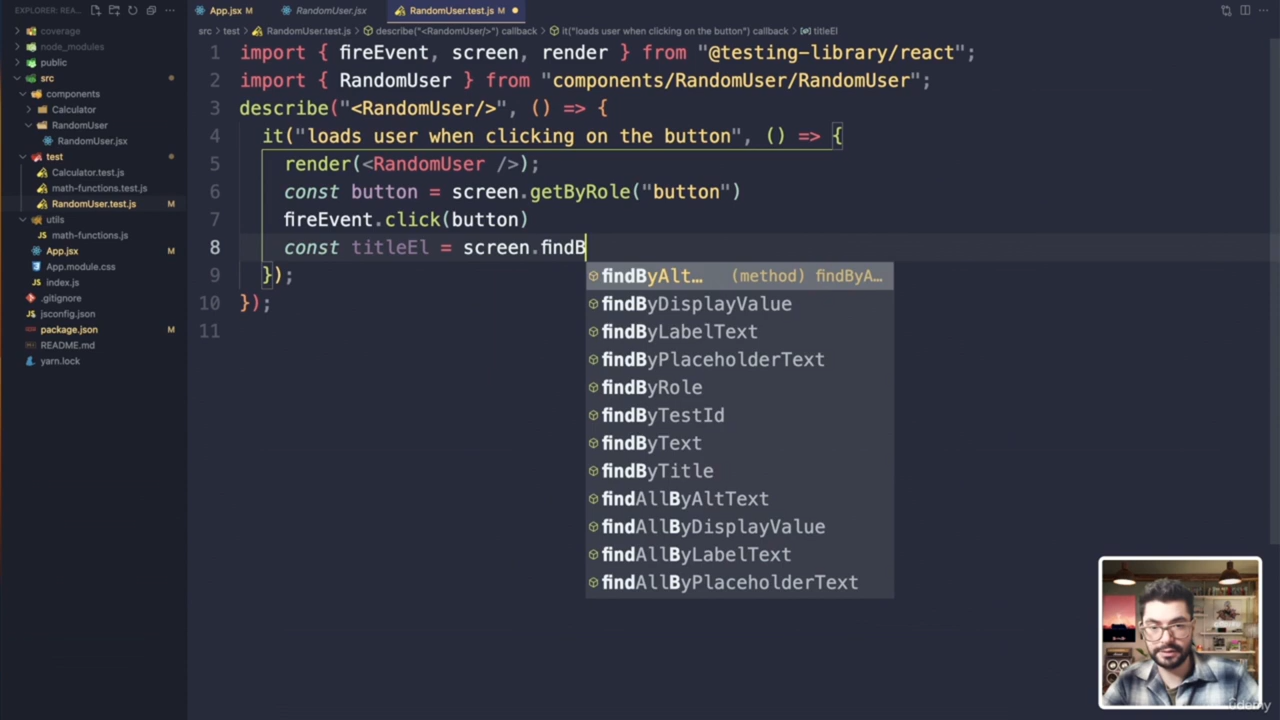 EXPLORER: REA...
coverage
node_modules
public
src
components
Calculator
RandomUser
RandomUser.jsx
test
Calculator.test.js
math-functions.test.js
RandomUser.test.js M
utils
math-functions.js
App.jsx M
App.module.css
index.js
.gitignore
jsconfig.json
package.json M
README.md
yarn.lock
App.jsx M
RandomUser.jsx
RandomUser.test.js M
src > test > RandomUser.test.js > describe("<RandomUser/>") callback > it("loads user when clicking on the button") callback > titleEl
1 import { fireEvent, screen, render } from "@testing-library/react";
2 import { RandomUser } from "components/RandomUser/RandomUser";
3 describe("<RandomUser/>", () => {
4 it("loads user when clicking on the button", () => {
5 render(<RandomUser />);
6 const button = screen.getByRole("button")
7 fireEvent.click(button)
8 const titleEl = screen.findB
9 });
10 });
11
findByAlt... (method) findByA...
findByDisplayValue
findByLabelText
findByPlaceholderText
findByRole
findByTestId
findByText
findByTitle
findAllByAltText
findAllByDisplayValue
findAllByLabelText
findAllByPlaceholderText
udemy